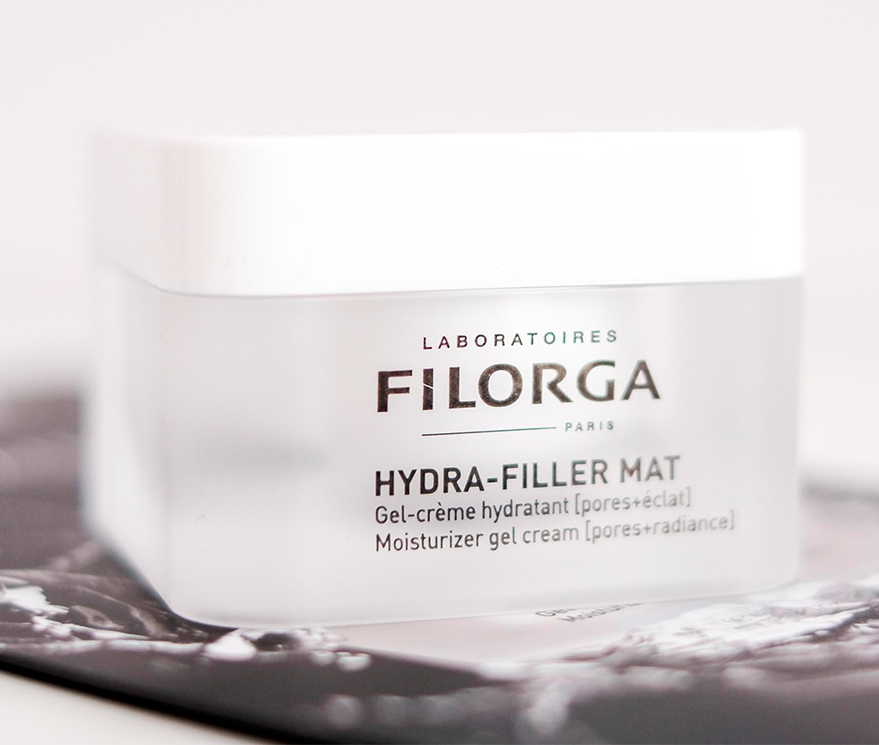 LABORATOIRES
FILORGA
PARIS
HYDRA-FILLER MAT
Gel-crème hydratant [pores+éclat]
Moisturizer gel cream [pores+radiance]